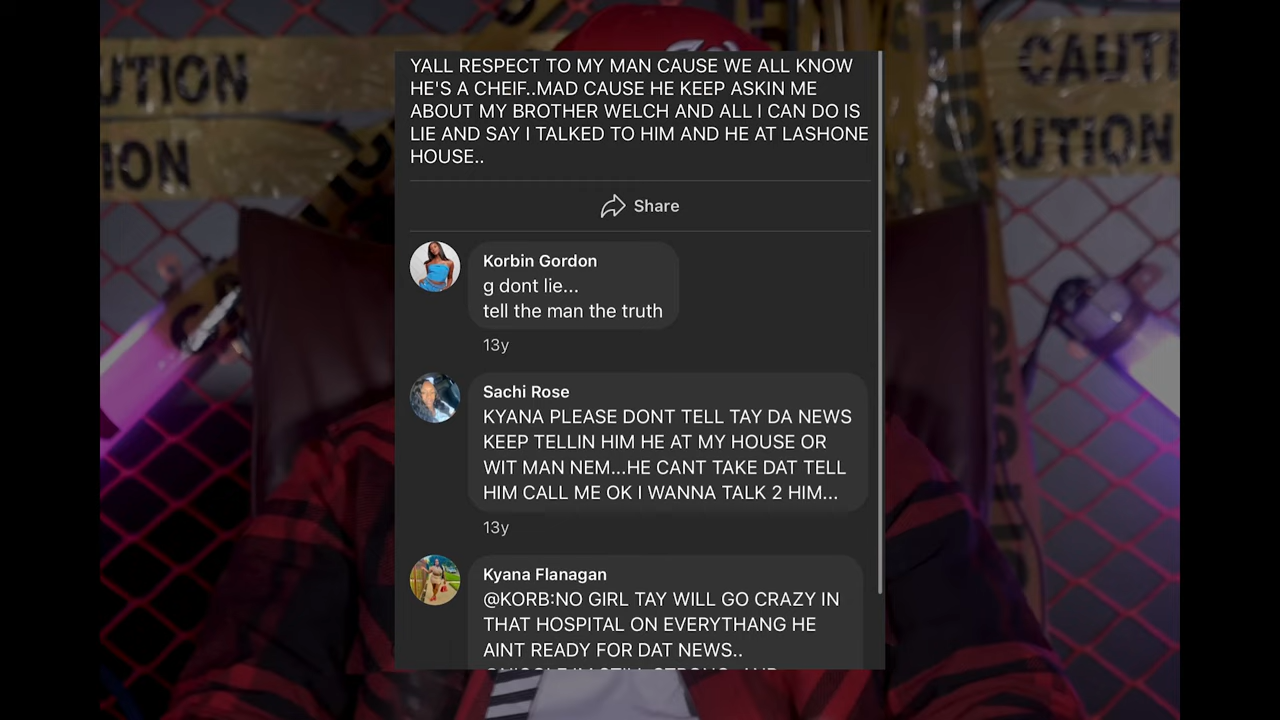 UTION
ION
CAUTI
AUTION
YALL RESPECT TO MY MAN CAUSE WE ALL KNOW
HE'S A CHEIF..MAD CAUSE HE KEEP ASKIN ME
ABOUT MY BROTHER WELCH AND ALL I CAN DO IS
LIE AND SAY I TALKED TO HIM AND HE AT LASHONE
HOUSE..
Share
Korbin Gordon
g dont lie...
tell the man the truth
13y
Sachi Rose
KYANA PLEASE DONT TELL TAY DA NEWS
KEEP TELLIN HIM HE AT MY HOUSE OR
WIT MAN NEM...HE CANT TAKE DAT TELL
HIM CALL ME OK I WANNA TALK 2 HIM...
13y
Kyana Flanagan
@KORB:NO GIRL TAY WILL GO CRAZY IN
THAT HOSPITAL ON EVERYTHANG HE
AINT READY FOR DAT NEWS..